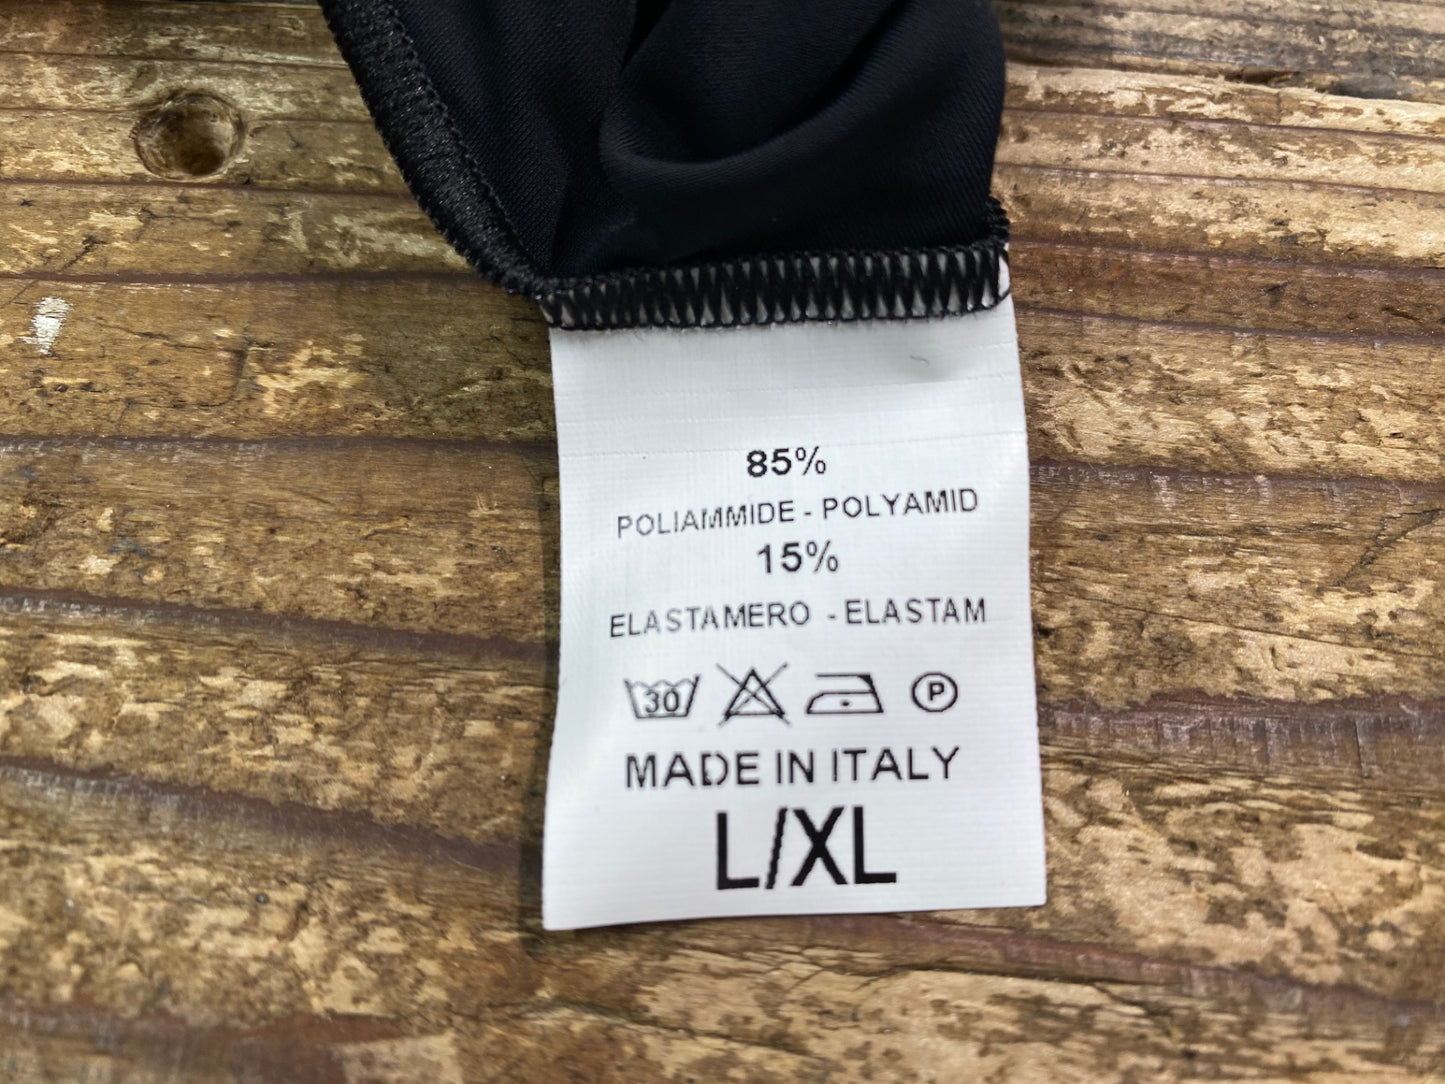 85%
POLIAMMIDE - POLYAMID
15%
ELASTAMERO - ELASTAM
30 P
MADE IN ITALY
L/XL